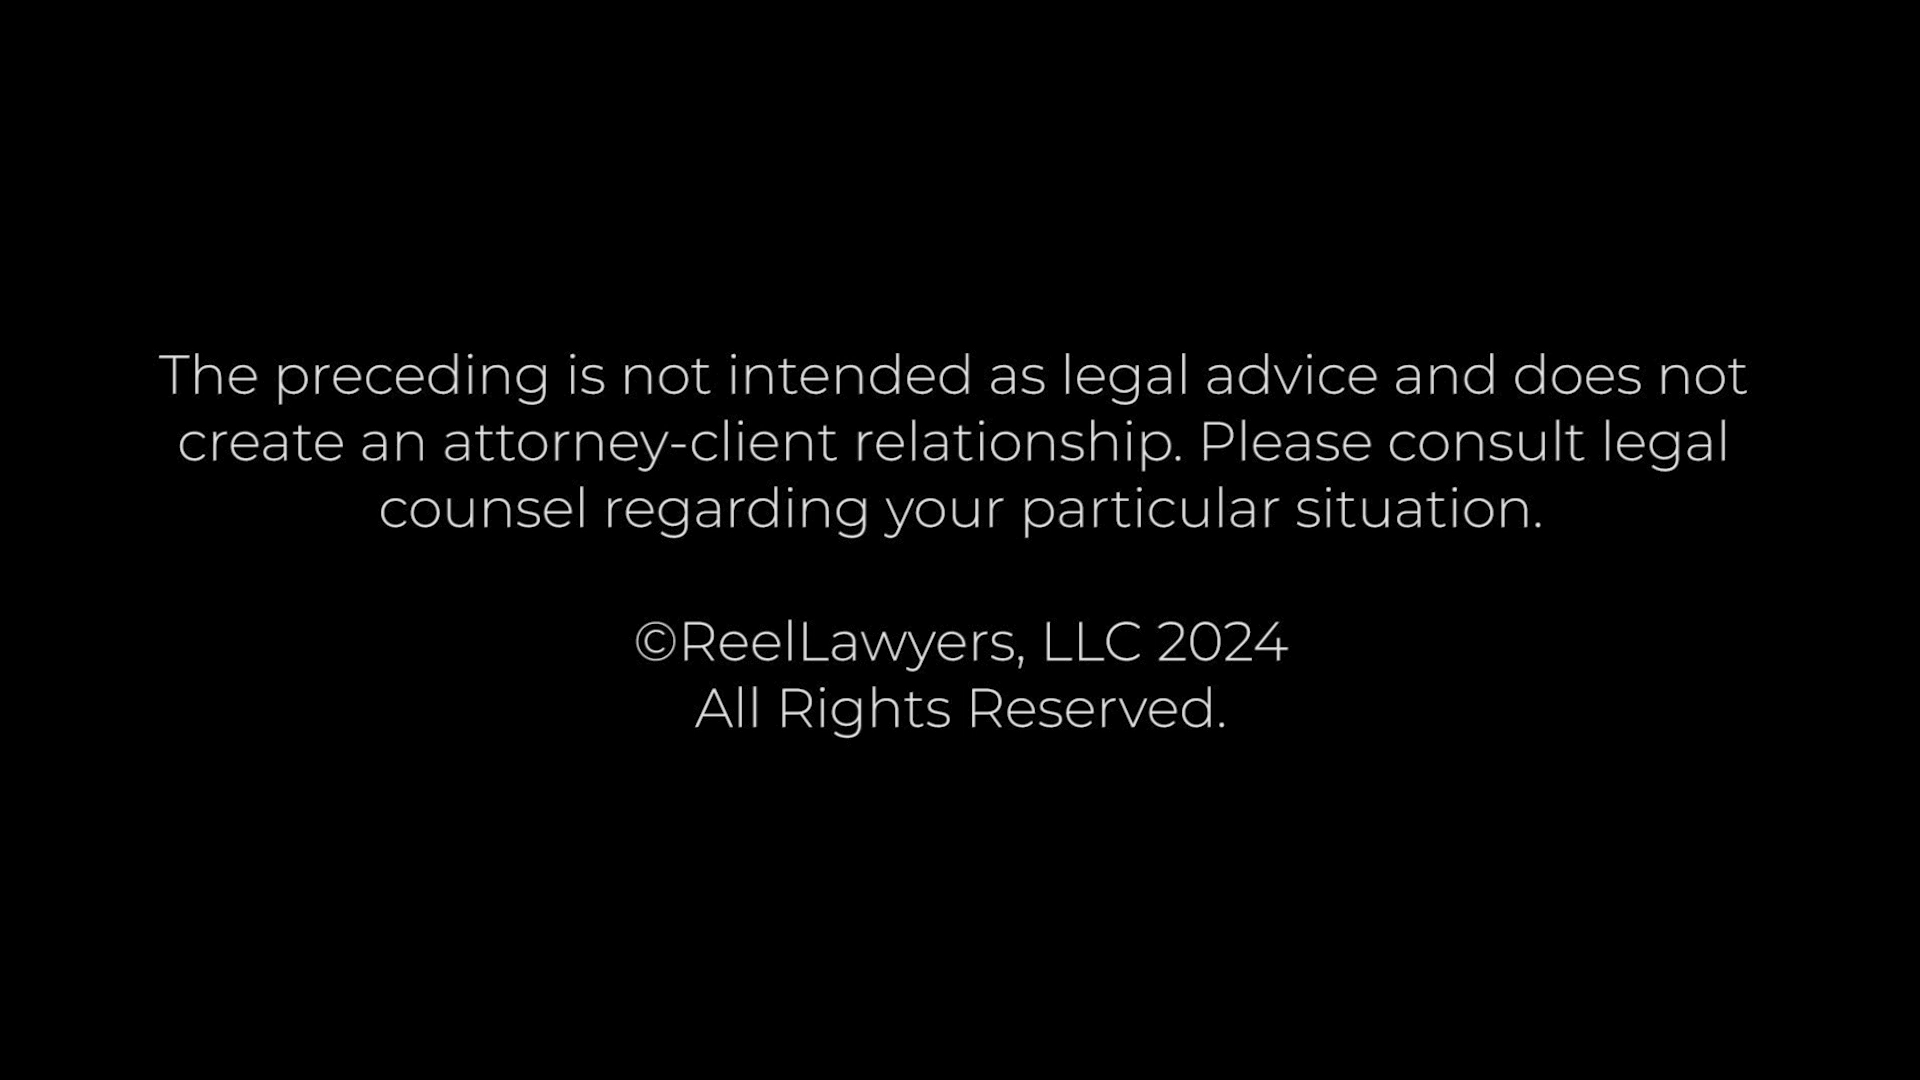 The preceding is not intended as legal advice and does not
create an attorney-client relationship. Please consult legal
counsel regarding your particular situation.
©ReelLawyers, LLC 2024
All Rights Reserved.